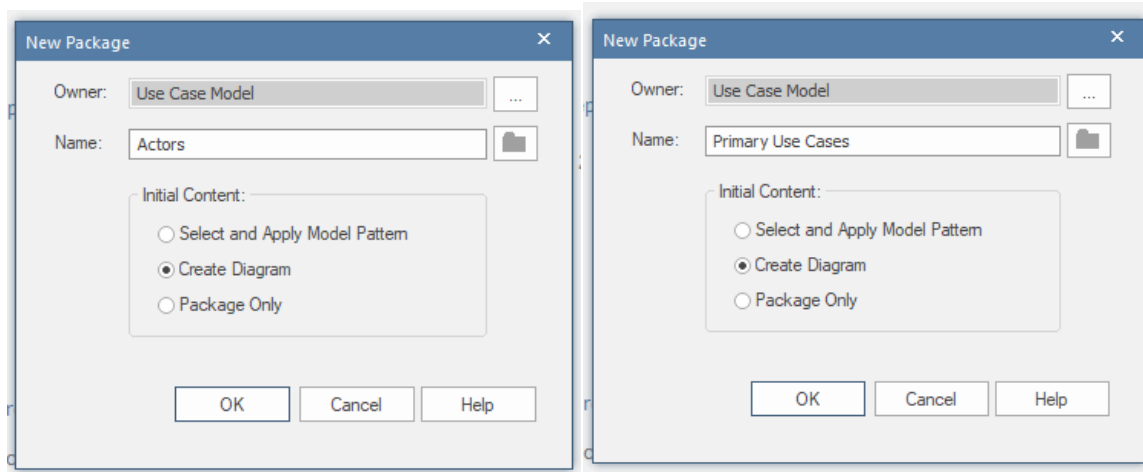 New Package ×
Owner: Use Case Model ...
Name: Actors
Initial Content:
Select and Apply Model Pattern
Create Diagram
Package Only
OK Cancel Help
New Package ×
Owner: Use Case Model ...
Name: Primary Use Cases
Initial Content:
Select and Apply Model Pattern
Create Diagram
Package Only
OK Cancel Help